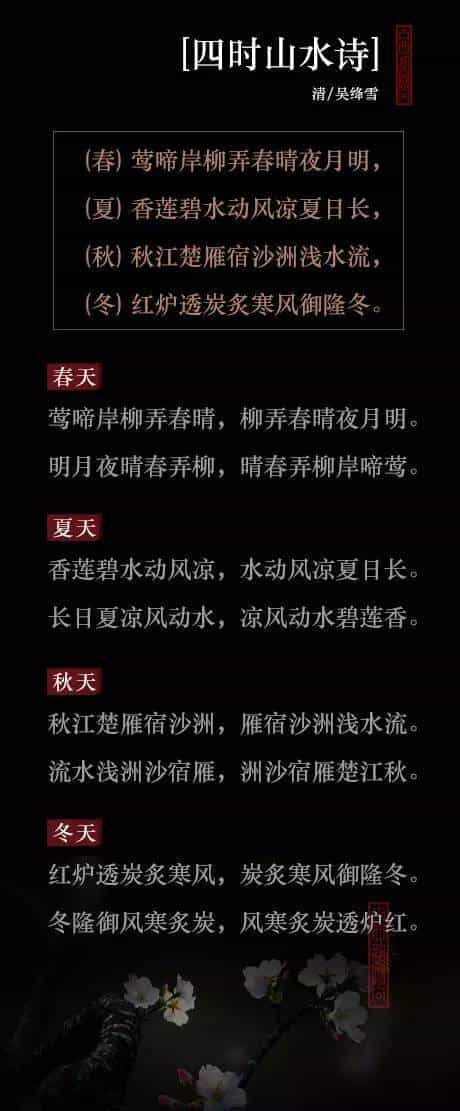 [四时山水诗]
清/吴绛雪
(春) 莺啼岸柳弄春晴夜月明，
(夏) 香莲碧水动风凉夏日长，
(秋) 秋江楚雁宿沙洲浅水流，
(冬) 红炉透炭炙寒风御隆冬。
春天
莺啼岸柳弄春晴，柳弄春晴夜月明。
明月夜晴春弄柳，晴春弄柳岸啼莺。
夏天
香莲碧水动风凉，水动风凉夏日长。
长日夏凉风动水，凉风动水碧莲香。
秋天
秋江楚雁宿沙洲，雁宿沙洲浅水流。
流水浅洲沙宿雁，洲沙宿雁楚江秋。
冬天
红炉透炭炙寒风，炭炙寒风御隆冬。
冬隆御风寒炙炭，风寒炙炭透炉红。